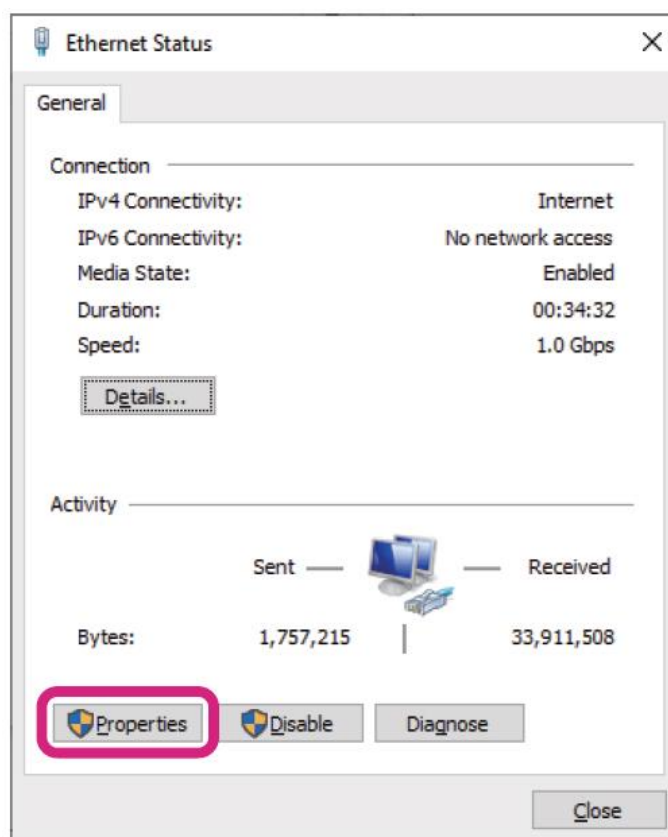 Ethernet Status
General
Connection
IPv4 Connectivity: Internet
IPv6 Connectivity: No network access
Media State: Enabled
Duration: 00:34:32
Speed: 1.0 Gbps
Details...
Activity
Sent Received
Bytes: 1,757,215 33,911,508
Properties Disable Diagnose
Close